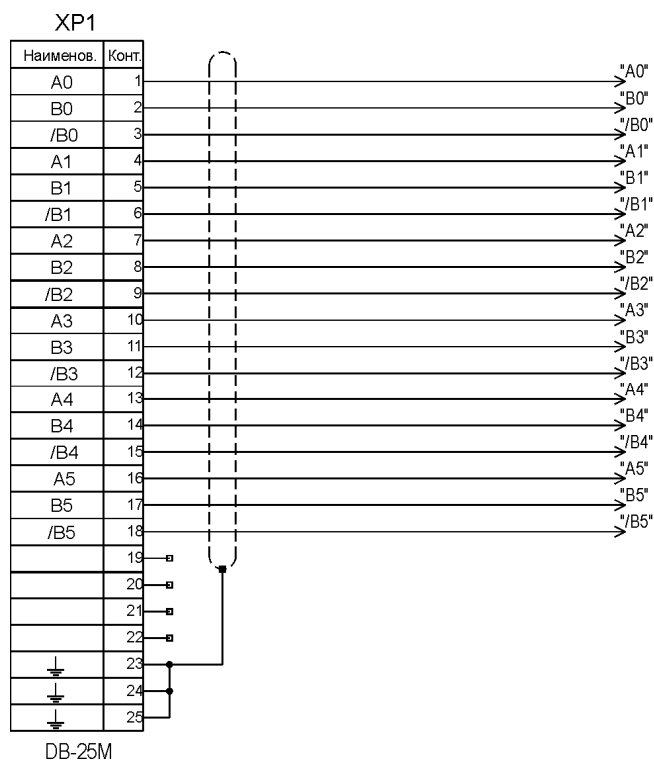 XP1
Наименов. Конт.
A0 1 "A0"
B0 2 "B0"
/B0 3 "/B0"
A1 4 "A1"
B1 5 "B1"
/B1 6 "/B1"
A2 7 "A2"
B2 8 "B2"
/B2 9 "/B2"
A3 10 "A3"
B3 11 "B3"
/B3 12 "/B3"
A4 13 "A4"
B4 14 "B4"
/B4 15 "/B4"
A5 16 "A5"
B5 17 "B5"
/B5 18 "/B5"
19
20
21
22
23
24
25
DB-25M